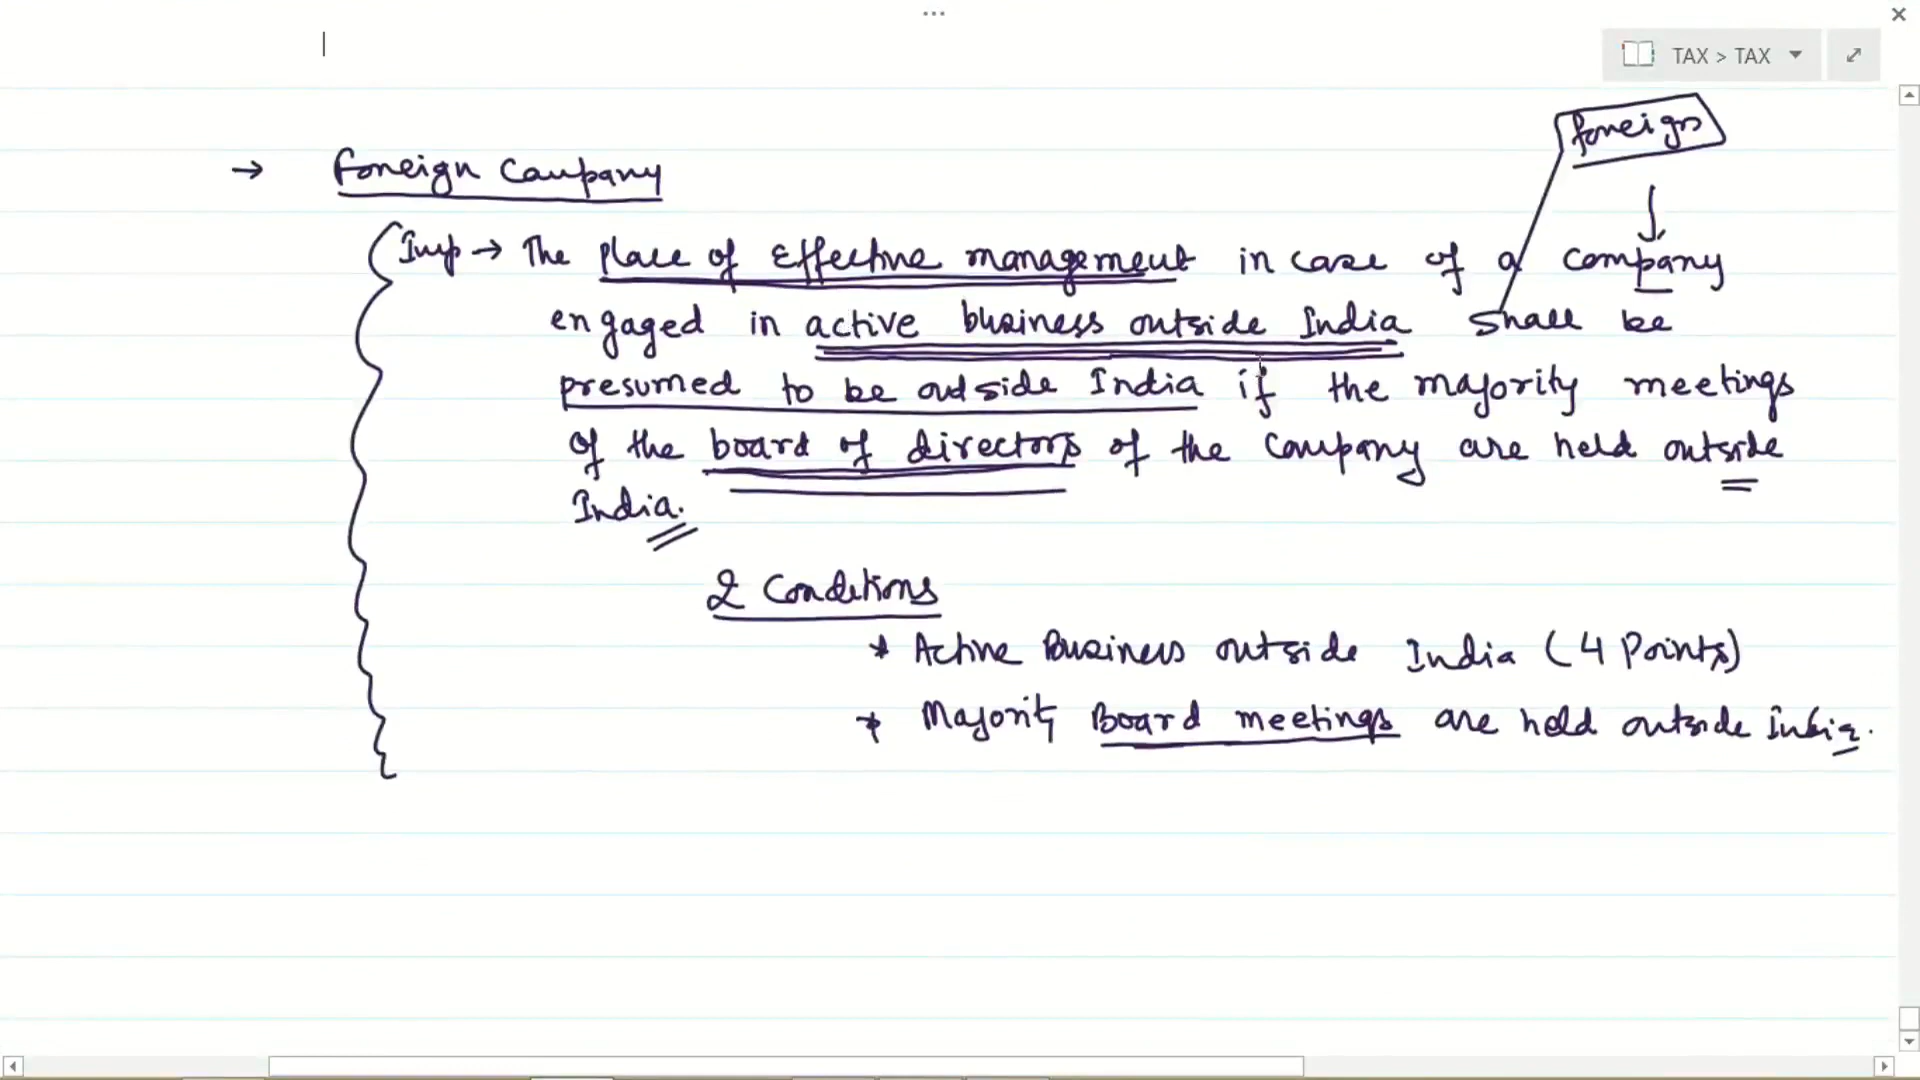 TAX > TAX
foreign
→ Foreign Company
Imp → The place of Effective management in case of a company
engaged in active business outside India shall be
presumed to be outside India if the majority meetings
of the board of directors of the Company are held outside
India.
2 Conditions
* Active Business outside India (4 Points)
* Majority Board meetings are held outside India.